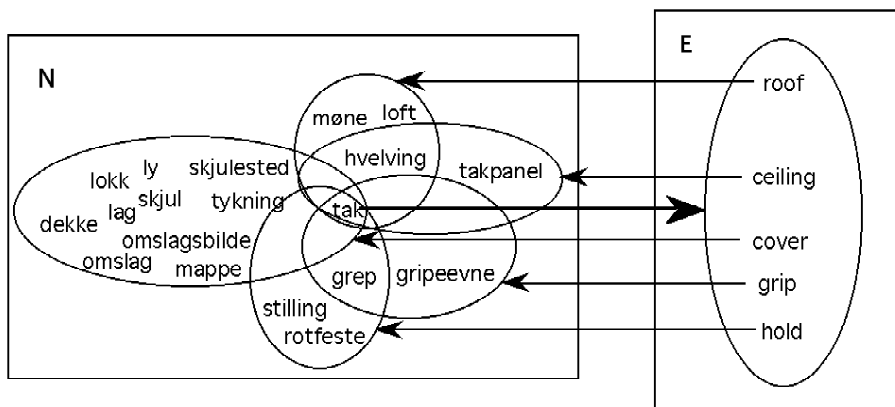 N
møne
loft
hvelving
takpanel
ly
skjulested
lokk
skjul
tykning
lag
dekke
tak
omslagsbilde
omslag
mappe
grep
gripeevne
stilling
rotfeste
E
roof
ceiling
cover
grip
hold